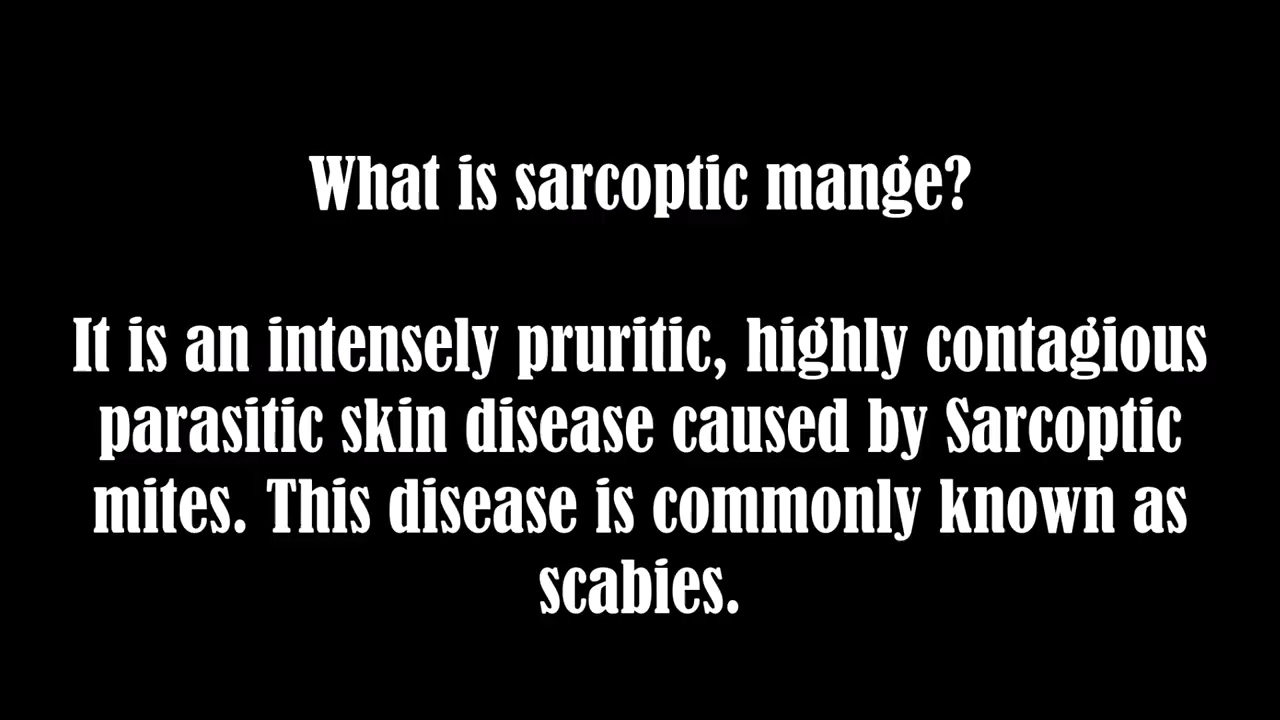 What is sarcoptic mange?
It is an intensely pruritic, highly contagious
parasitic skin disease caused by Sarcoptic
mites. This disease is commonly known as
scabies.